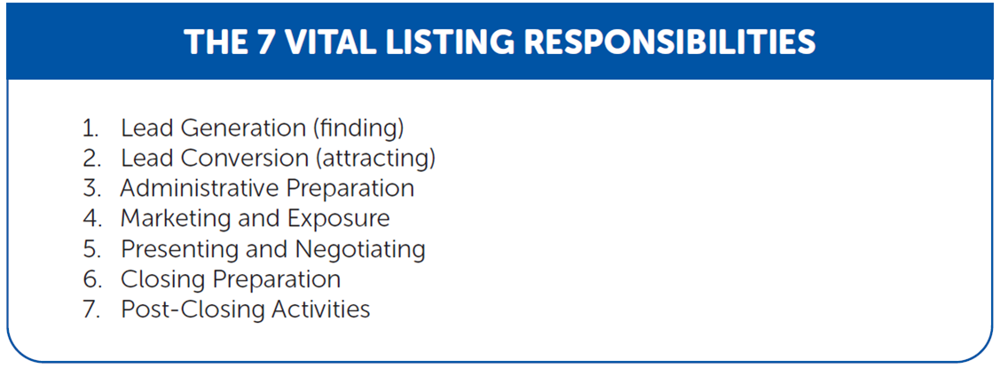 THE 7 VITAL LISTING RESPONSIBILITIES
1. Lead Generation (finding)
2. Lead Conversion (attracting)
3. Administrative Preparation
4. Marketing and Exposure
5. Presenting and Negotiating
6. Closing Preparation
7. Post-Closing Activities